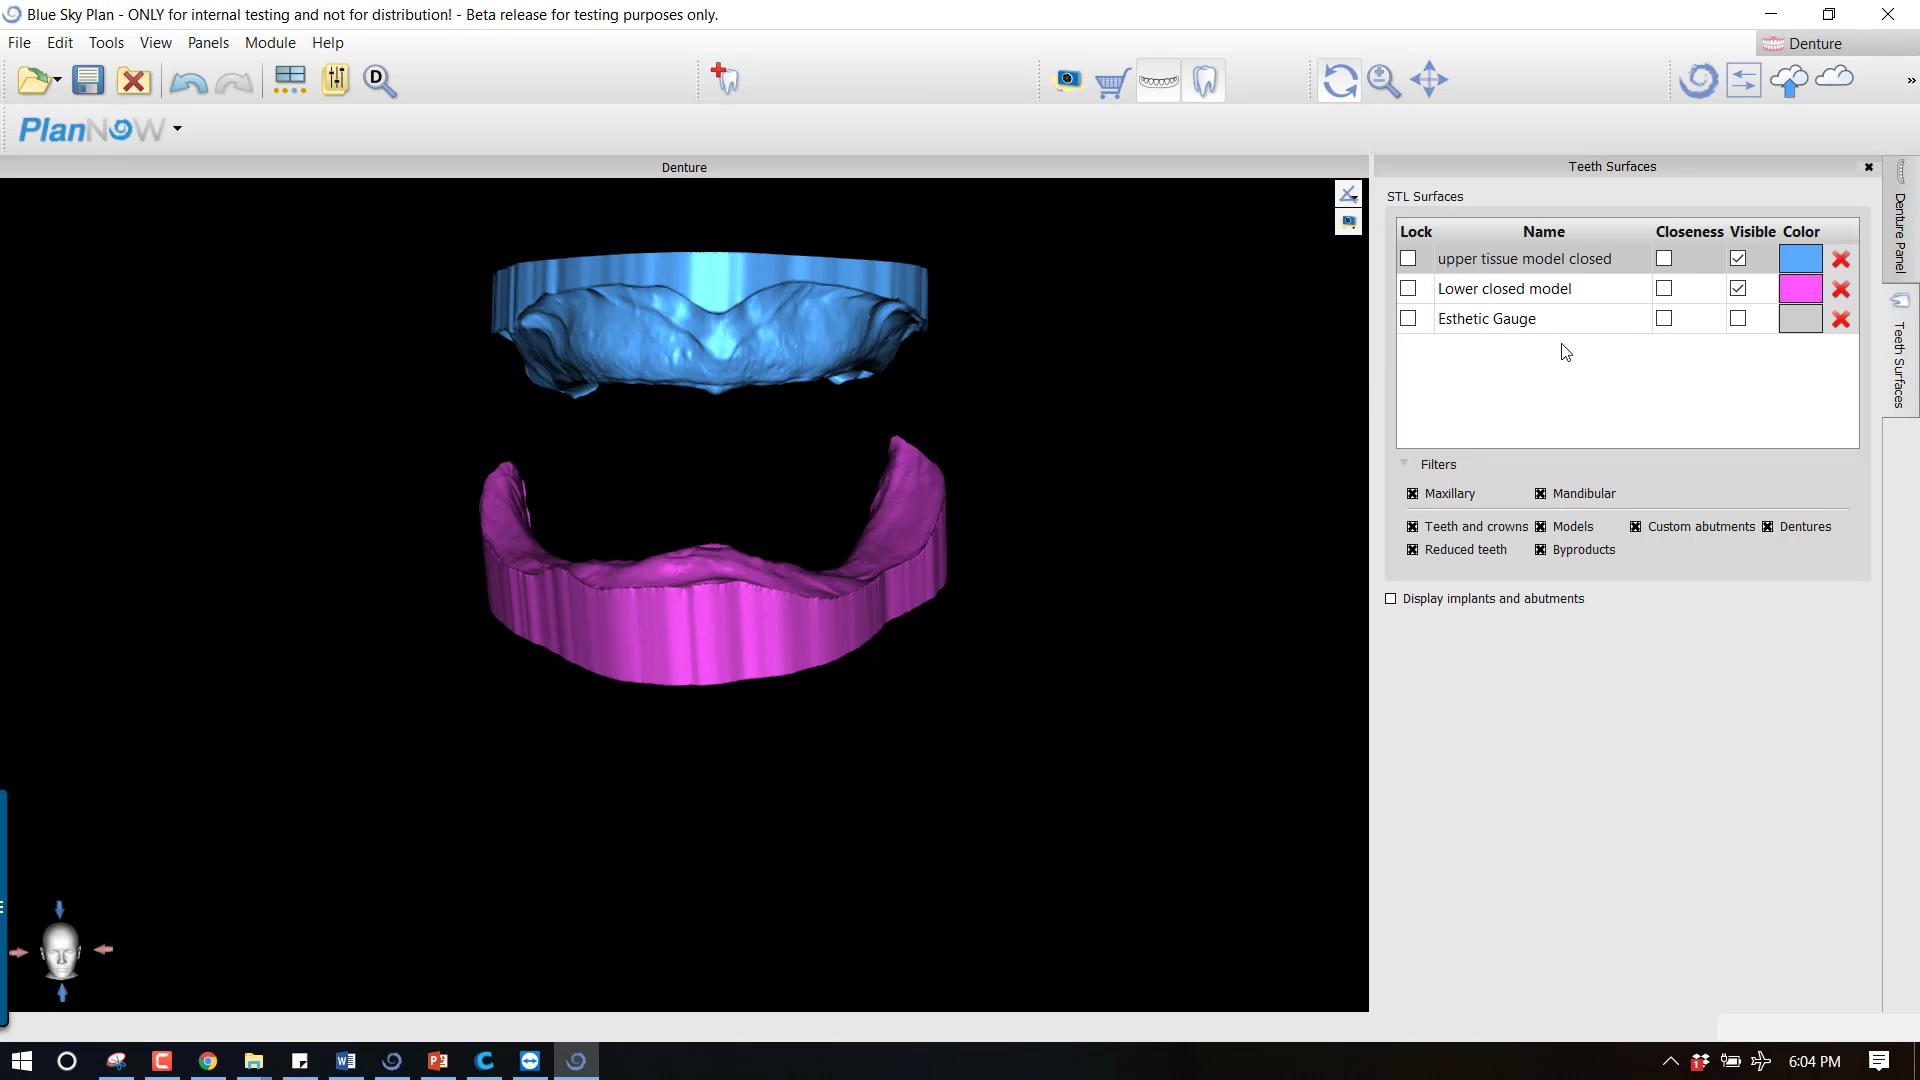 Blue Sky Plan - ONLY for internal testing and not for distribution! - Beta release for testing purposes only.
File Edit Tools View Panels Module Help
Denture
D
PlanNOW
Denture
Teeth Surfaces
STL Surfaces
Lock Name Closeness Visible Color
upper tissue model closed
Lower closed model
Esthetic Gauge
Filters
Maxillary Mandibular
Teeth and crowns Models Custom abutments Dentures
Reduced teeth Byproducts
Display implants and abutments
Denture Panel
Teeth Surfaces
6:04 PM